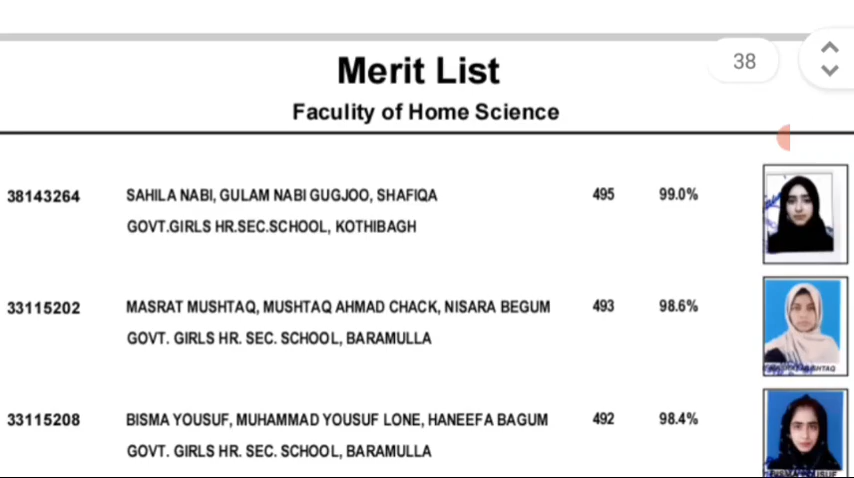 38
Merit List
Faculity of Home Science
38143264 SAHILA NABI, GULAM NABI GUGJOO, SHAFIQA 495 99.0%
GOVT.GIRLS HR.SEC.SCHOOL, KOTHIBAGH
33115202 MASRAT MUSHTAQ, MUSHTAQ AHMAD CHACK, NISARA BEGUM 493 98.6%
GOVT. GIRLS HR. SEC. SCHOOL, BARAMULLA
33115208 BISMA YOUSUF, MUHAMMAD YOUSUF LONE, HANEEFA BAGUM 492 98.4%
GOVT. GIRLS HR. SEC. SCHOOL, BARAMULLA